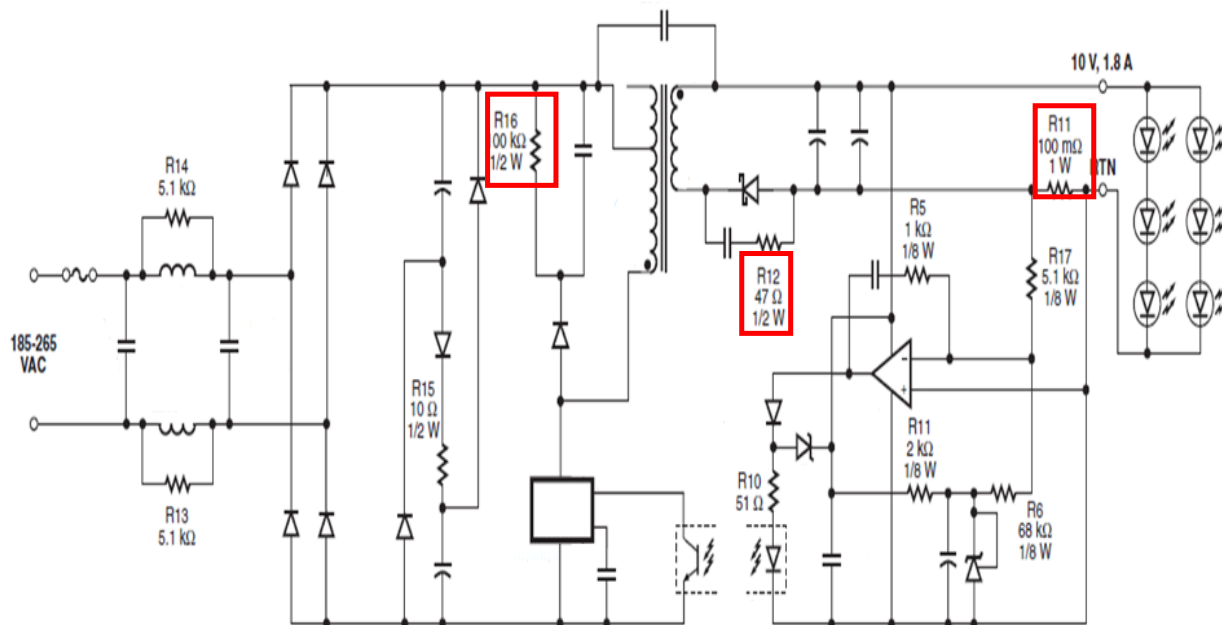 10 V, 1.8 A
R16
00 kΩ
1/2 W
R11
100 mΩ
1 W
RTN
R14
5.1 kΩ
R5
1 kΩ
1/8 W
R17
5.1 kΩ
1/8 W
R12
47 Ω
1/2 W
185-265
VAC
R15
10 Ω
1/2 W
R11
2 kΩ
1/8 W
R10
51 Ω
R6
68 kΩ
1/8 W
R13
5.1 kΩ
−
+